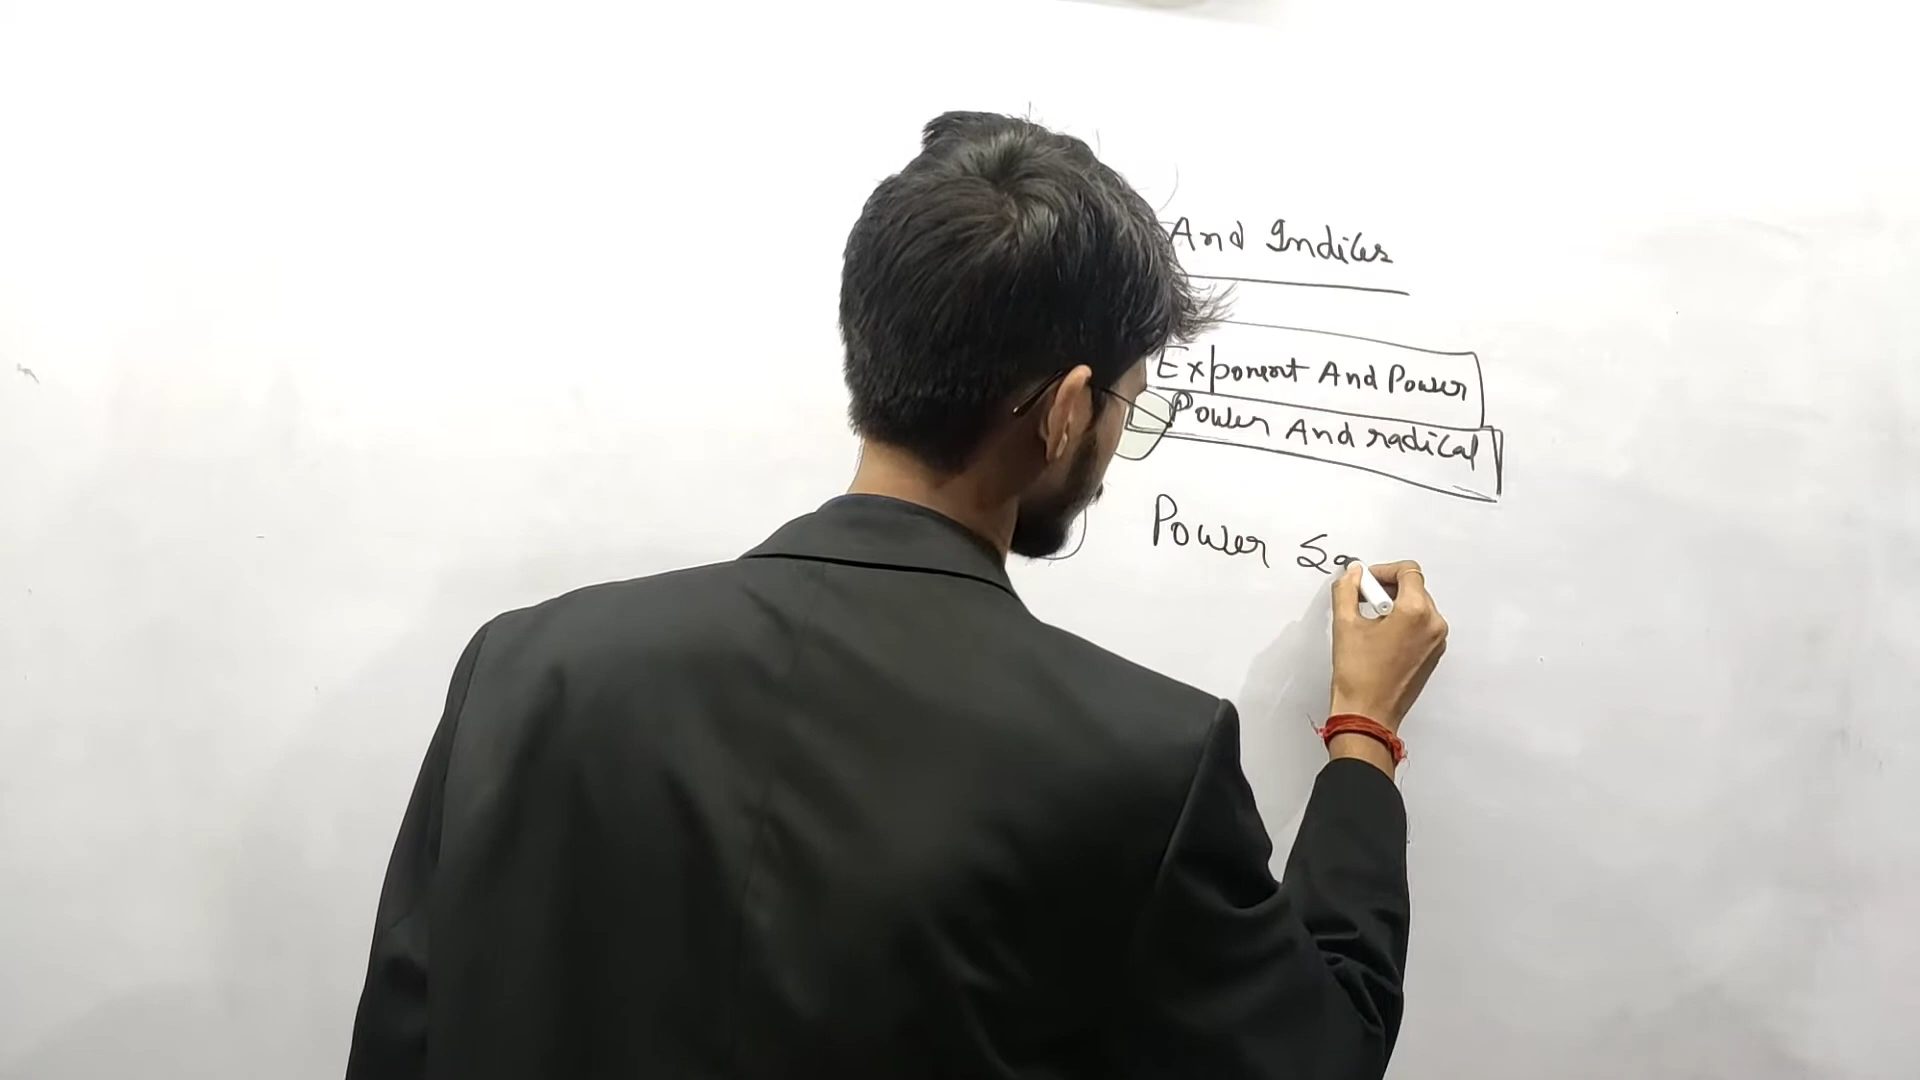 And Indices
Exponent And Power
Power And radical
Power